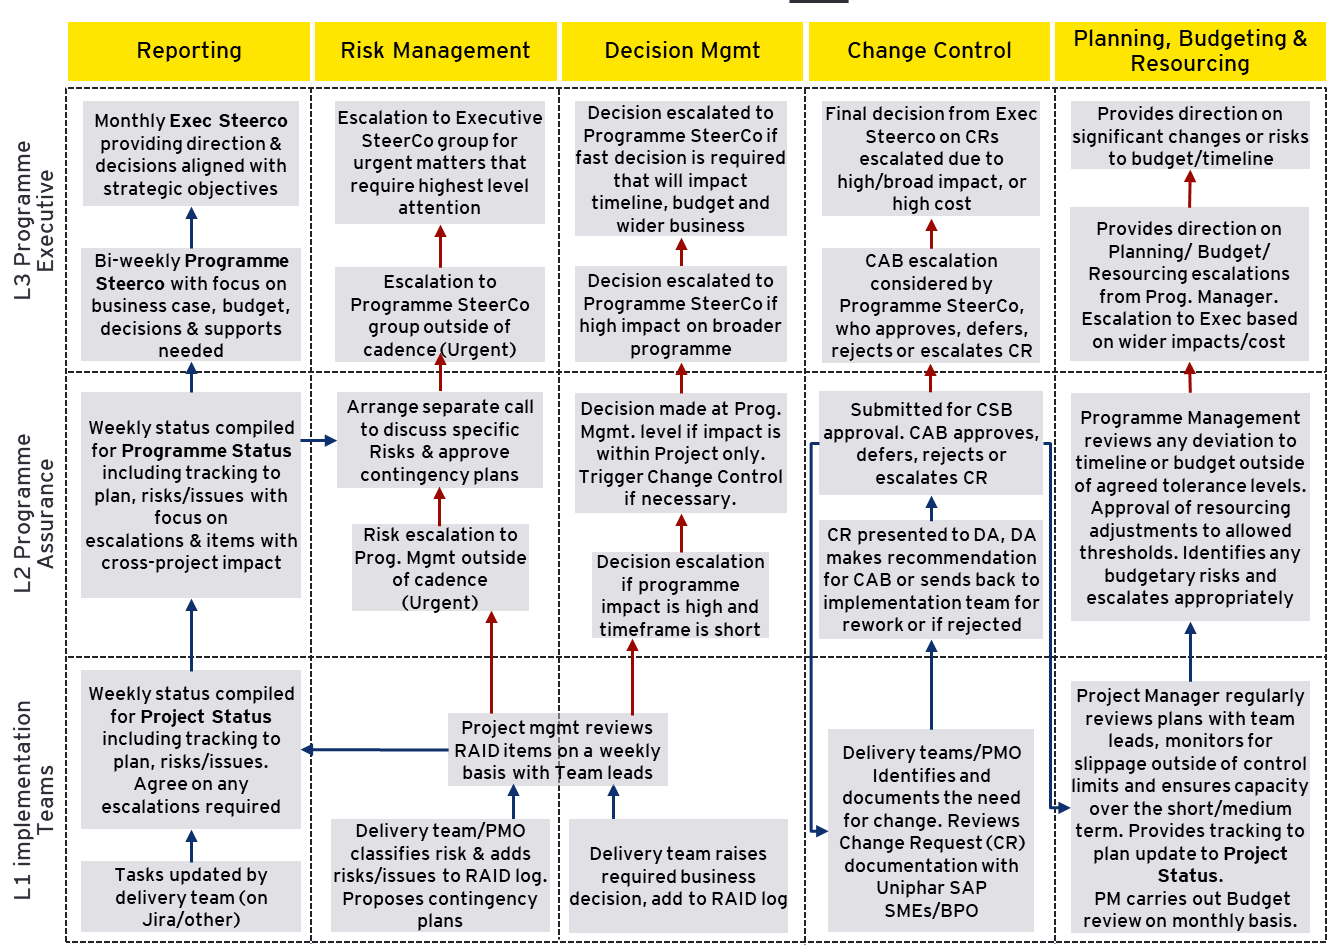 Reporting
Risk Management
Decision Mgmt
Change Control
Planning, Budgeting &
Resourcing
L3 Programme
Executive
Monthly Exec Steerco
providing direction &
decisions aligned with
strategic objectives
Bi-weekly Programme
Steerco with focus on
business case, budget,
decisions & supports
needed
Escalation to Executive
SteerCo group for
urgent matters that
require highest level
attention
Escalation to
Programme SteerCo
group outside of
cadence (Urgent)
Decision escalated to
Programme SteerCo if
fast decision is required
that will impact
timeline, budget and
wider business
Decision escalated to
Programme SteerCo if
high impact on broader
programme
Final decision from Exec
Steerco on CRs
escalated due to
high/broad impact, or
high cost
CAB escalation
considered by
Programme SteerCo,
who approves, defers,
rejects or escalates CR
Provides direction on
significant changes or risks
to budget/timeline
Provides direction on
Planning/ Budget/
Resourcing escalations
from Prog. Manager.
Escalation to Exec based
on wider impacts/cost
L2 Programme
Assurance
Weekly status compiled
for Programme Status
including tracking to
plan, risks/issues with
focus on
escalations & items with
cross-project impact
Arrange separate call
to discuss specific
Risks & approve
contingency plans
Risk escalation to
Prog. Mgmt outside
of cadence
(Urgent)
Decision made at Prog.
Mgmt. level if impact is
within Project only.
Trigger Change Control
if necessary.
Decision escalation
if programme
impact is high and
timeframe is short
Submitted for CSB
approval. CAB approves,
defers, rejects or
escalates CR
CR presented to DA, DA
makes recommendation
for CAB or sends back to
implementation team for
rework or if rejected
Programme Management
reviews any deviation to
timeline or budget outside
of agreed tolerance levels.
Approval of resourcing
adjustments to allowed
thresholds. Identifies any
budgetary risks and
escalates appropriately
L1 implementation
Teams
Weekly status compiled
for Project Status
including tracking to
plan, risks/issues.
Agree on any
escalations required
Tasks updated by
delivery team (on
Jira/other)
Project mgmt reviews
RAID items on a weekly
basis with Team leads
Delivery team/PMO
classifies risk & adds
risks/issues to RAID log.
Proposes contingency
plans
Delivery team raises
required business
decision, add to RAID log
Delivery teams/PMO
Identifies and
documents the need
for change. Reviews
Change Request (CR)
documentation with
Uniphar SAP
SMEs/BPO
Project Manager regularly
reviews plans with team
leads, monitors for
slippage outside of control
limits and ensures capacity
over the short/medium
term. Provides tracking to
plan update to Project
Status.
PM carries out Budget
review on monthly basis.